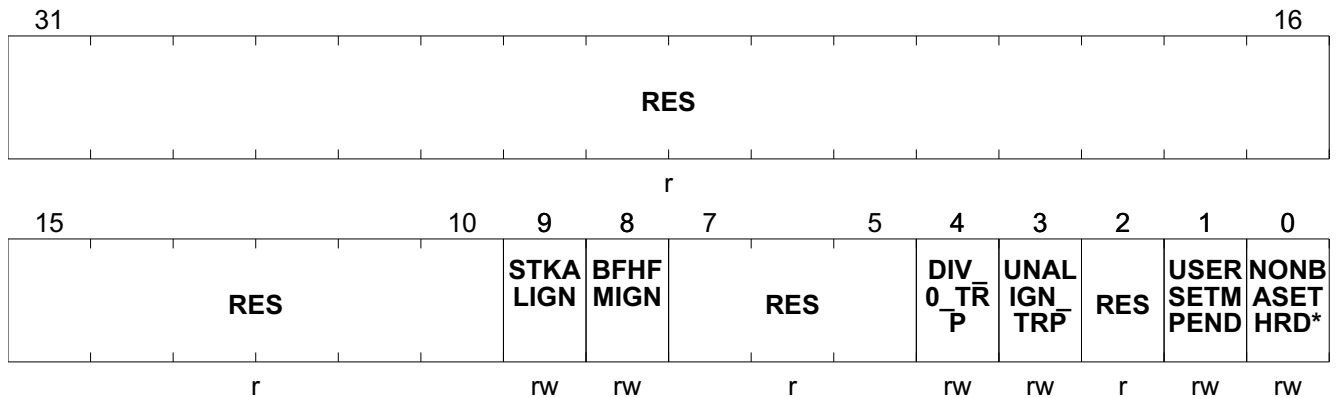 31 16
RES
r
15 10 9 8 7 5 4 3 2 1 0
STKA BFHF DIV_ UNAL USER NONB
LIGN MIGN 0_TR IGN_ SETM ASET
RES RES P TRP RES PEND HRD*
r rw rw r rw rw r rw rw